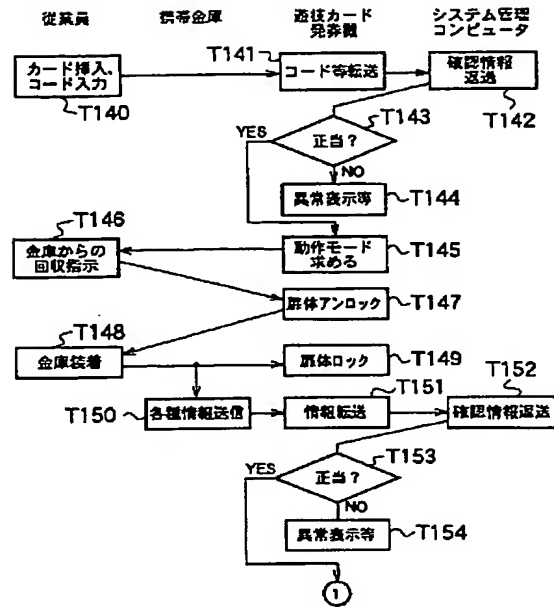 従業員
携帯金庫
遊技カード
発券器
システム管理
コンピュータ
カード挿入、
コード入力
T140
T141
コード等転送
確認情報
返送
T142
T143
YES
正当？
NO
異常表示等
T144
T146
金庫からの
回収指示
動作モード
求める
T145
扉体アンロック
T147
T148
金庫装着
扉体ロック
T149
T150
各種情報送信
T151
情報転送
T152
確認情報返送
T153
YES
正当？
NO
異常表示等
T154
1